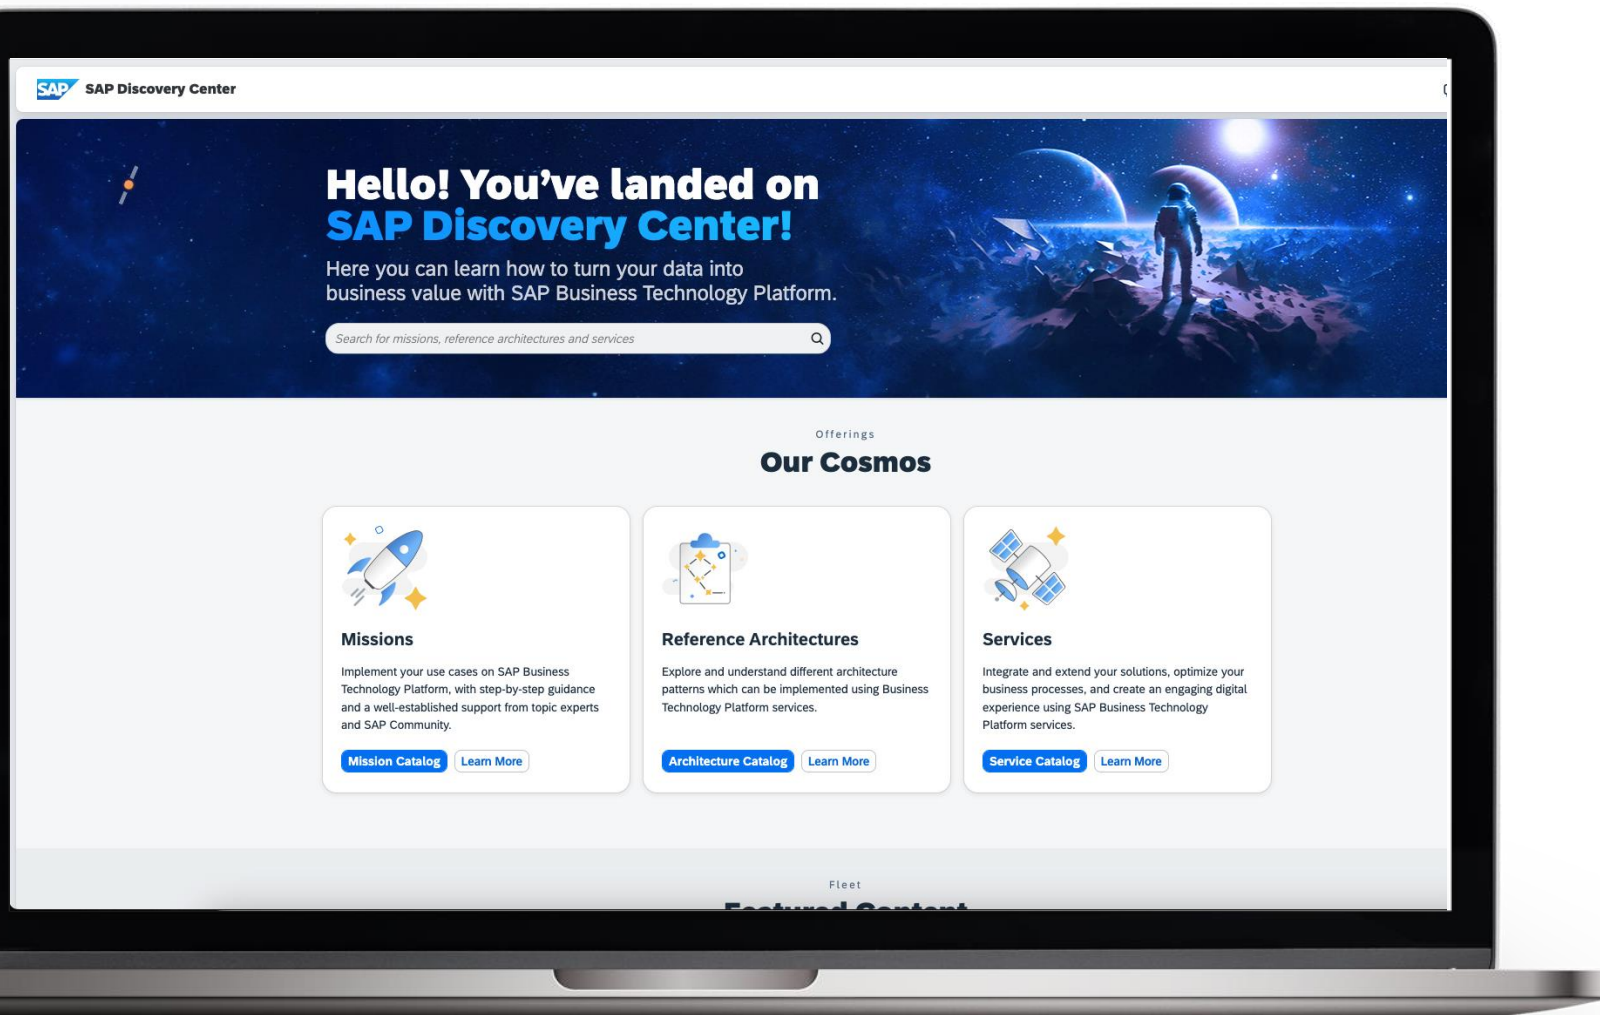 SAP
SAP Discovery Center
Hello! You've landed on
SAP Discovery Center!
Here you can learn how to turn your data into
business value with SAP Business Technology Platform.
Search for missions, reference architectures and services
Offerings
Our Cosmos
Missions
Implement your use cases on SAP Business
Technology Platform, with step-by-step guidance
and a well-established support from topic experts
and SAP Community.
Mission Catalog
Learn More
Reference Architectures
Explore and understand different architecture
patterns which can be implemented using Business
Technology Platform services.
Architecture Catalog
Learn More
Services
Integrate and extend your solutions, optimize your
business processes, and create an engaging digital
experience using SAP Business Technology
Platform services.
Service Catalog
Learn More
Fleet
Featured Content